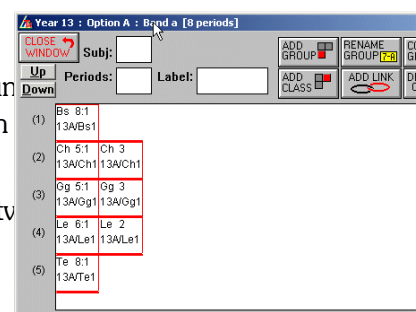 Year 13 : Option A : Band a [8 periods]
CLOSE WINDOW
Subj:
ADD GROUP
RENAME GROUP 7-A
Up
Down
Periods:
Label:
ADD CLASS
ADD LINK
(1) Bs 8:1
13A/Bs1
(2) Ch 5:1 Ch 3
13A/Ch1 13A/Ch1
(3) Gg 5:1 Gg 3
13A/Gg1 13A/Gg1
(4) Le 6:1 Le 2
13A/Le1 13A/Le1
(5) Te 8:1
13A/Te1